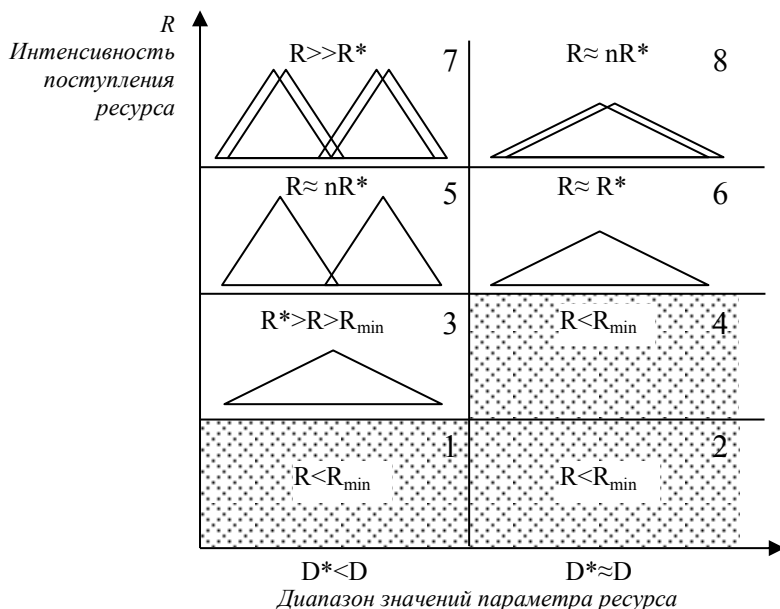 R
Интенсивность
поступления
ресурса
R>>R* 7
R≈ nR* 8
R≈ nR* 5
R≈ R* 6
R*>R>Rmin 3
R<Rmin 4
1
R<Rmin
2
R<Rmin
D*<D
D*≈D
Диапазон значений параметра ресурса